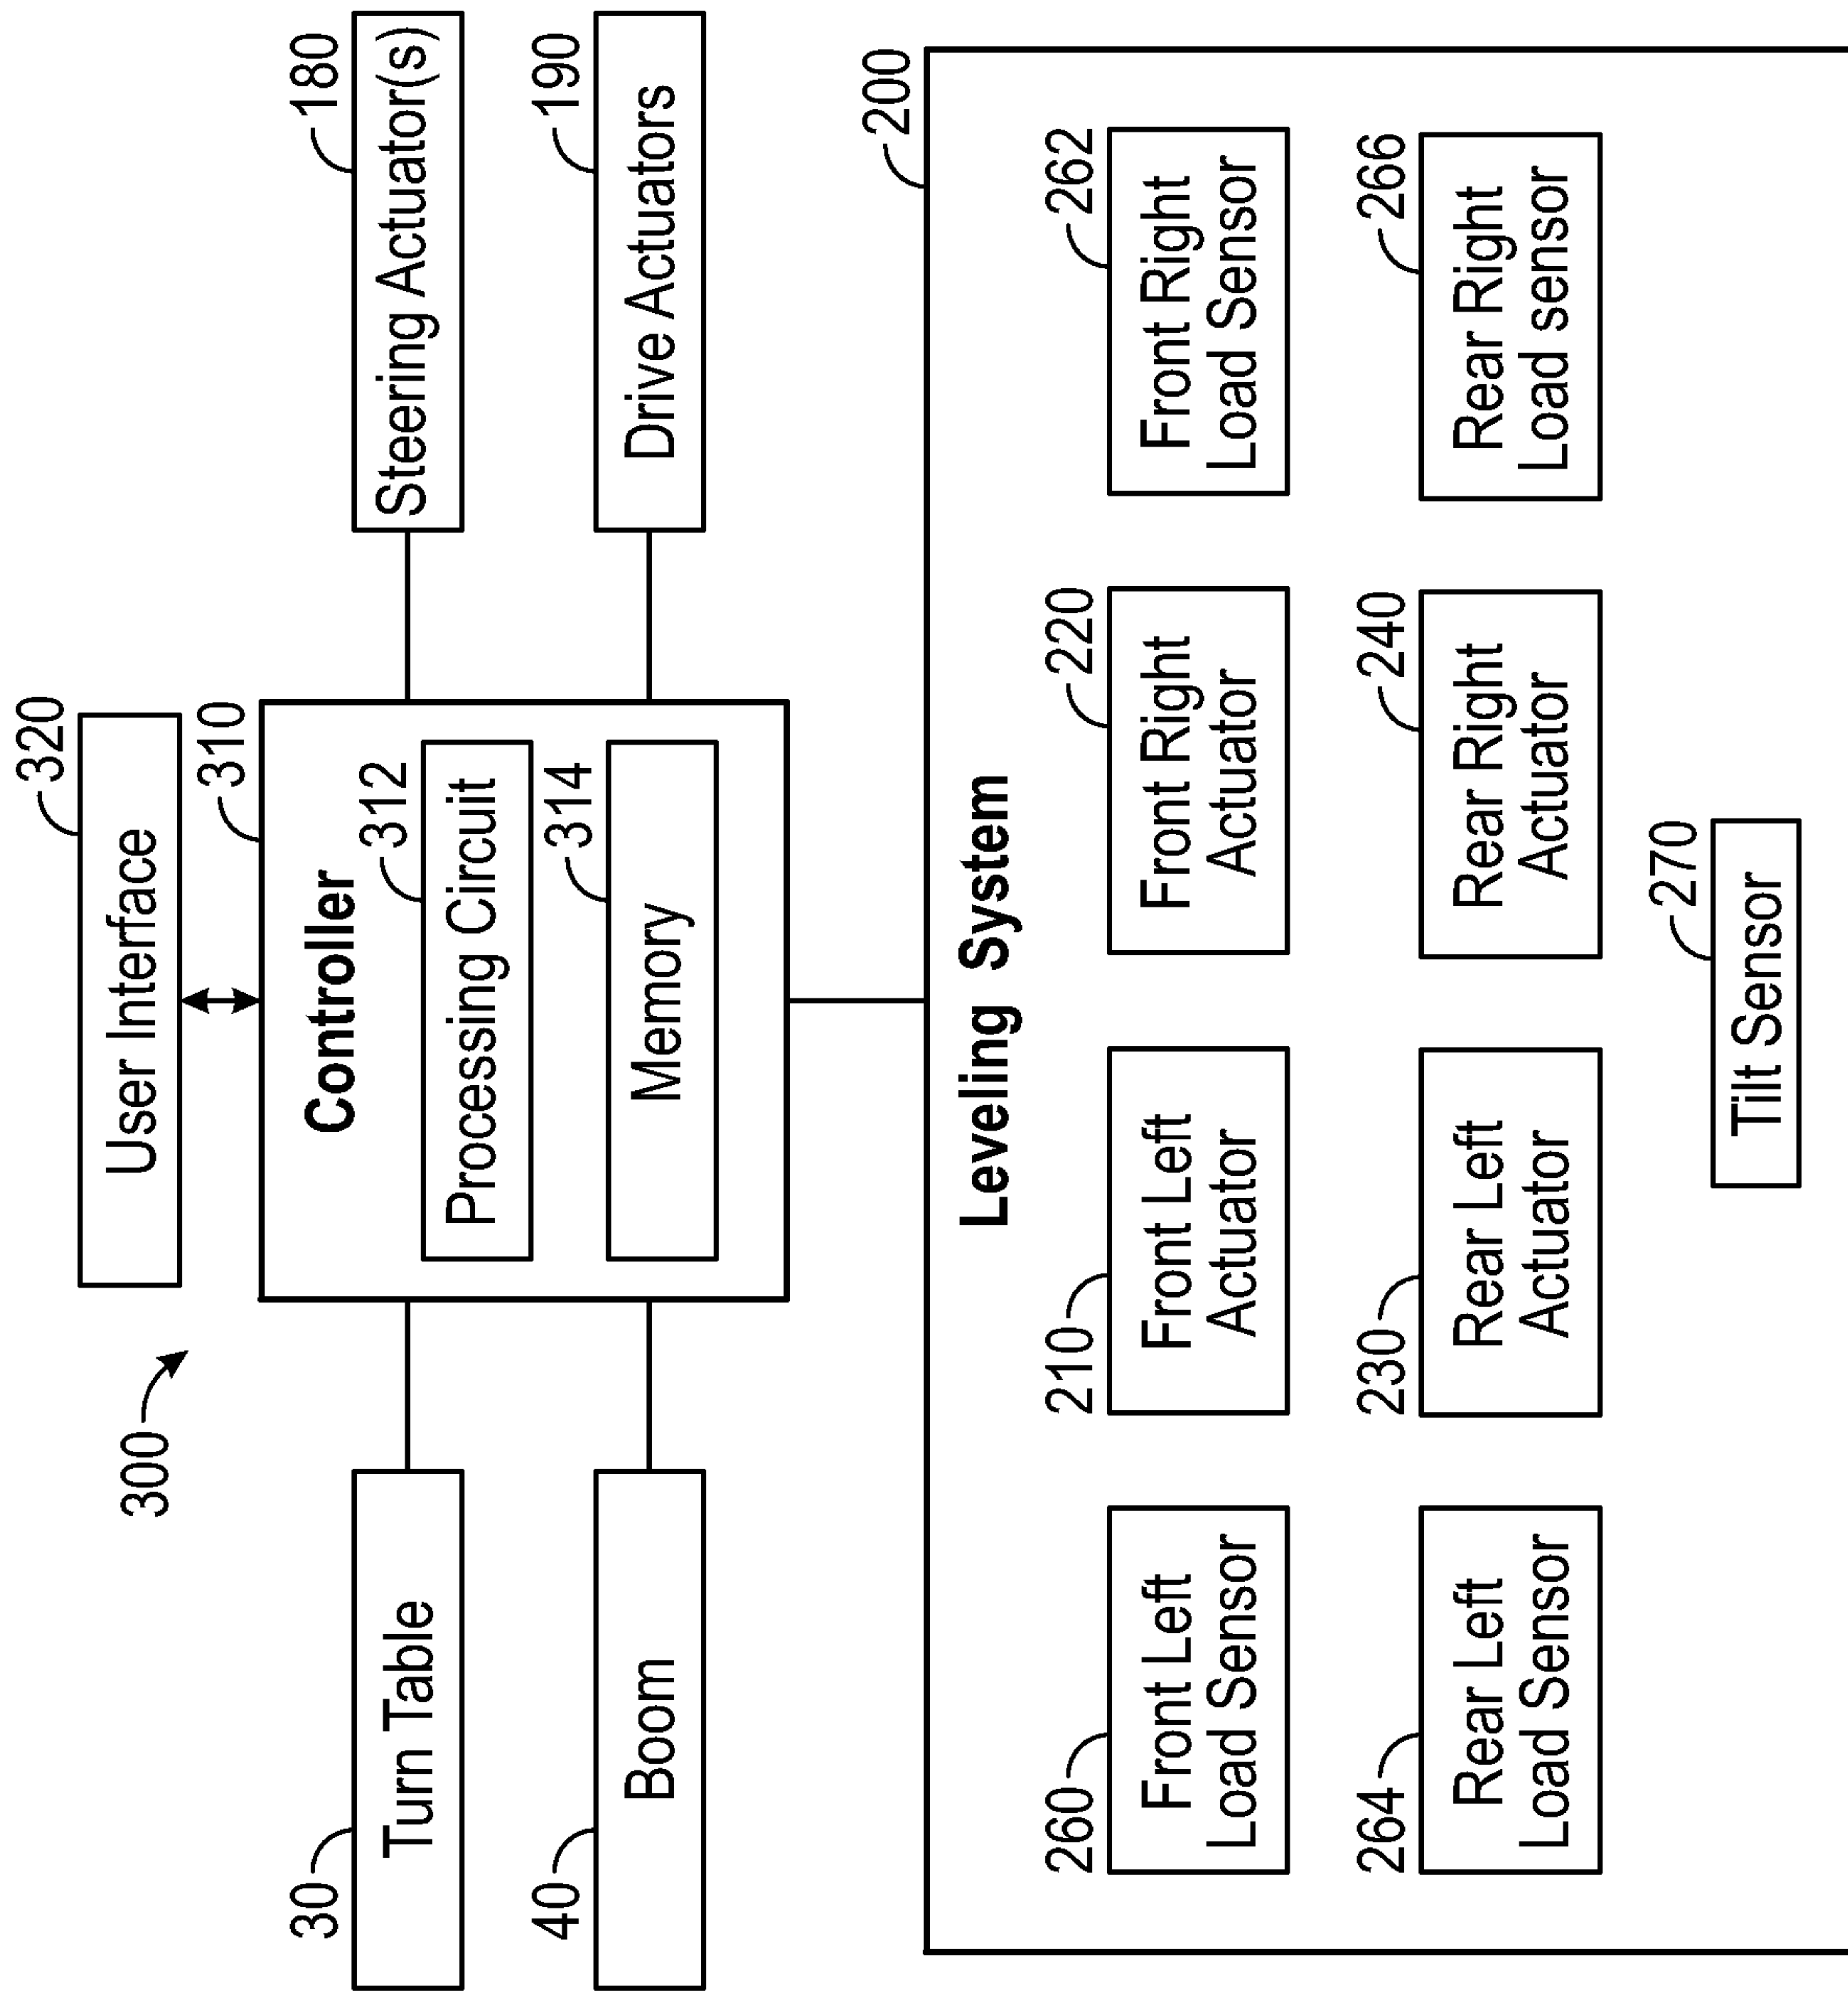 320
User Interface
300
310
Controller
312
Processing Circuit
314
Memory
30
Turn Table
40
Boom
180
Steering Actuator(s)
190
Drive Actuators
200
Leveling System
260
Front Left
Load Sensor
210
Front Left
Actuator
220
Front Right
Actuator
262
Front Right
Load Sensor
264
Rear Left
Load Sensor
230
Rear Left
Actuator
240
Rear Right
Actuator
266
Rear Right
Load sensor
270
Tilt Sensor